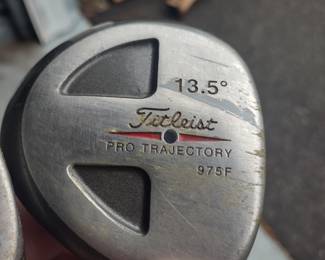 13.5°
Titleist
PRO TRAJECTORY
975F